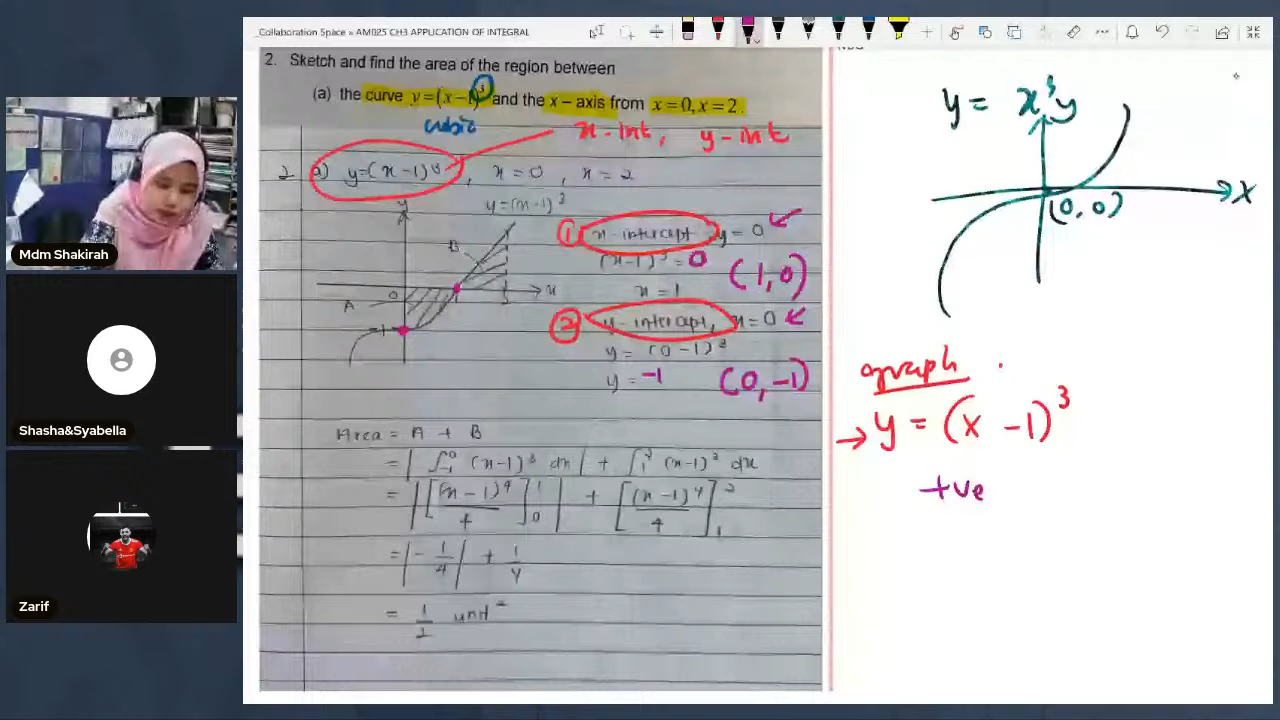 Collaboration Space » AM025 CH3 APPLICATION OF INTEGRAL
2. Sketch and find the area of the region between
(a) the curve y=(x−1)³ and the x – axis from x = 0, x = 2.
cubic
x-int, y-int
2 a) y=(x-1)³, x=0, x=2
y=(x-1)³
y
B
0
1
2
x
A
-1
① x-intercept, y=0
(x-1)³=0
(1,0)
x=1
② y-intercept, x=0
y= (0-1)³
y= -1
(0,-1)
Area = A + B
= | ∫ (x-1)³ dx | + ∫₁² (x-1)³ dx
= | [(x-1)⁴/4]₀¹ | + [(x-1)⁴/4]₁²
= |-1/4| + 1/4
= 1/2 unit²
y = x³
y
x
(0,0)
graph
→ y = (x -1)³
+ve
Mdm Shakirah
Shasha&Syabella
Zarif